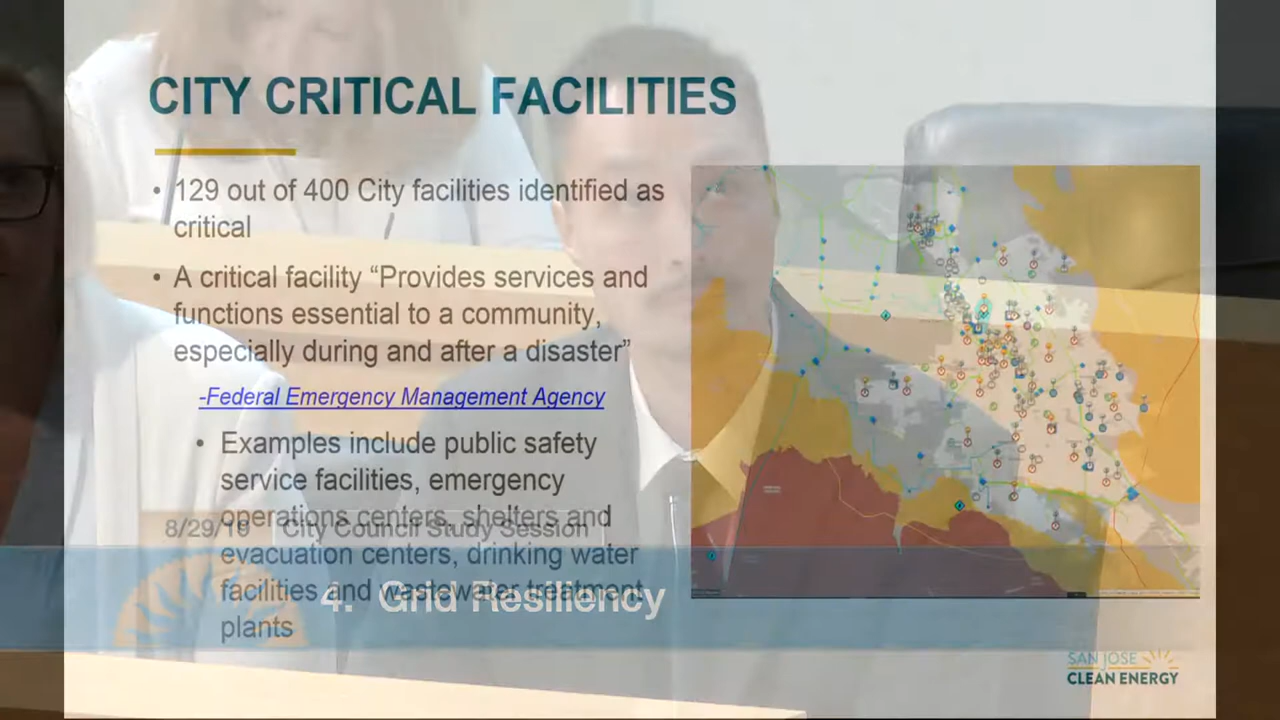 CITY CRITICAL FACILITIES
• 129 out of 400 City facilities identified as
critical
• A critical facility “Provides services and
functions essential to a community,
especially during and after a disaster”
-Federal Emergency Management Agency
• Examples include public safety
service facilities, emergency
operations centers, shelters and
evacuation centers, drinking water
facilities and wastewater treatment
plants
8/29/19 City Council Study Session
4. Grid Resiliency
SAN JOSE
CLEAN ENERGY